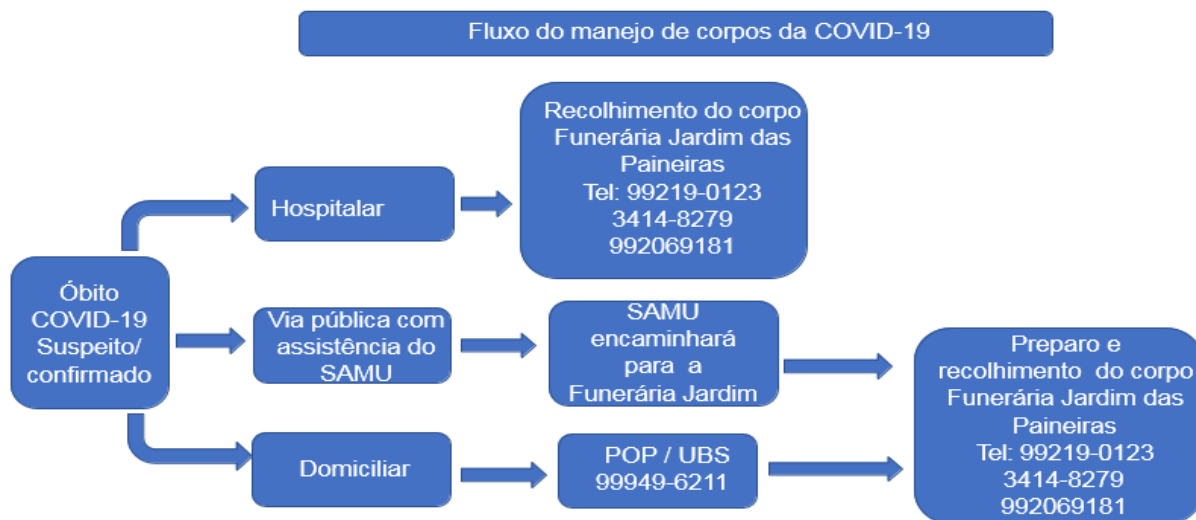 Fluxo do manejo de corpos da COVID-19
Óbito
COVID-19
Suspeito/
confirmado
Hospitalar
Recolhimento do corpo
Funerária Jardim das
Paineiras
Tel: 99219-0123
3414-8279
992069181
Via pública com
assistência do
SAMU
SAMU
encaminhará
para a
Funerária Jardim
Domiciliar
POP / UBS
99949-6211
Preparo e
recolhimento do corpo
Funerária Jardim das
Paineiras
Tel: 99219-0123
3414-8279
992069181